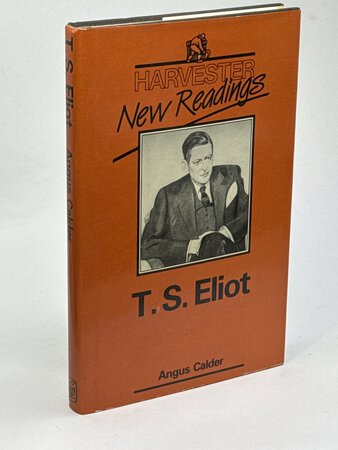 T. S. Eliot Angus Calder
HARVESTER
New Readings
T.S. Eliot
Angus Calder